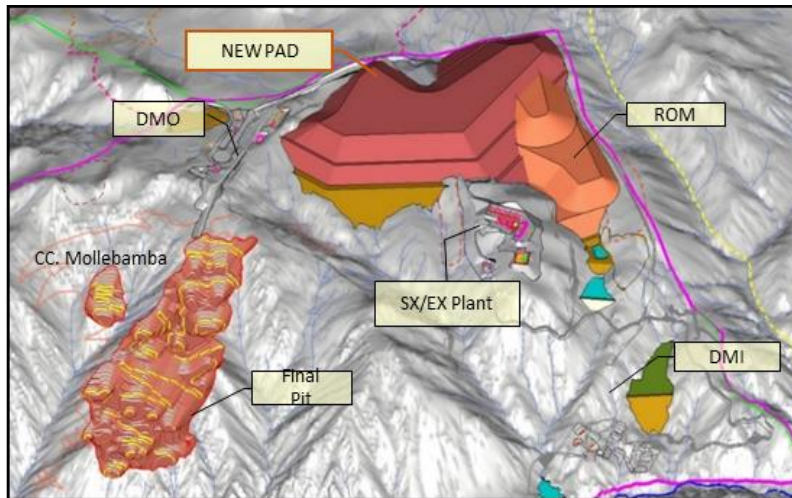 NEW PAD
DMO
ROM
CC. Mollebamba
SX/EX Plant
DMI
Final
Pit